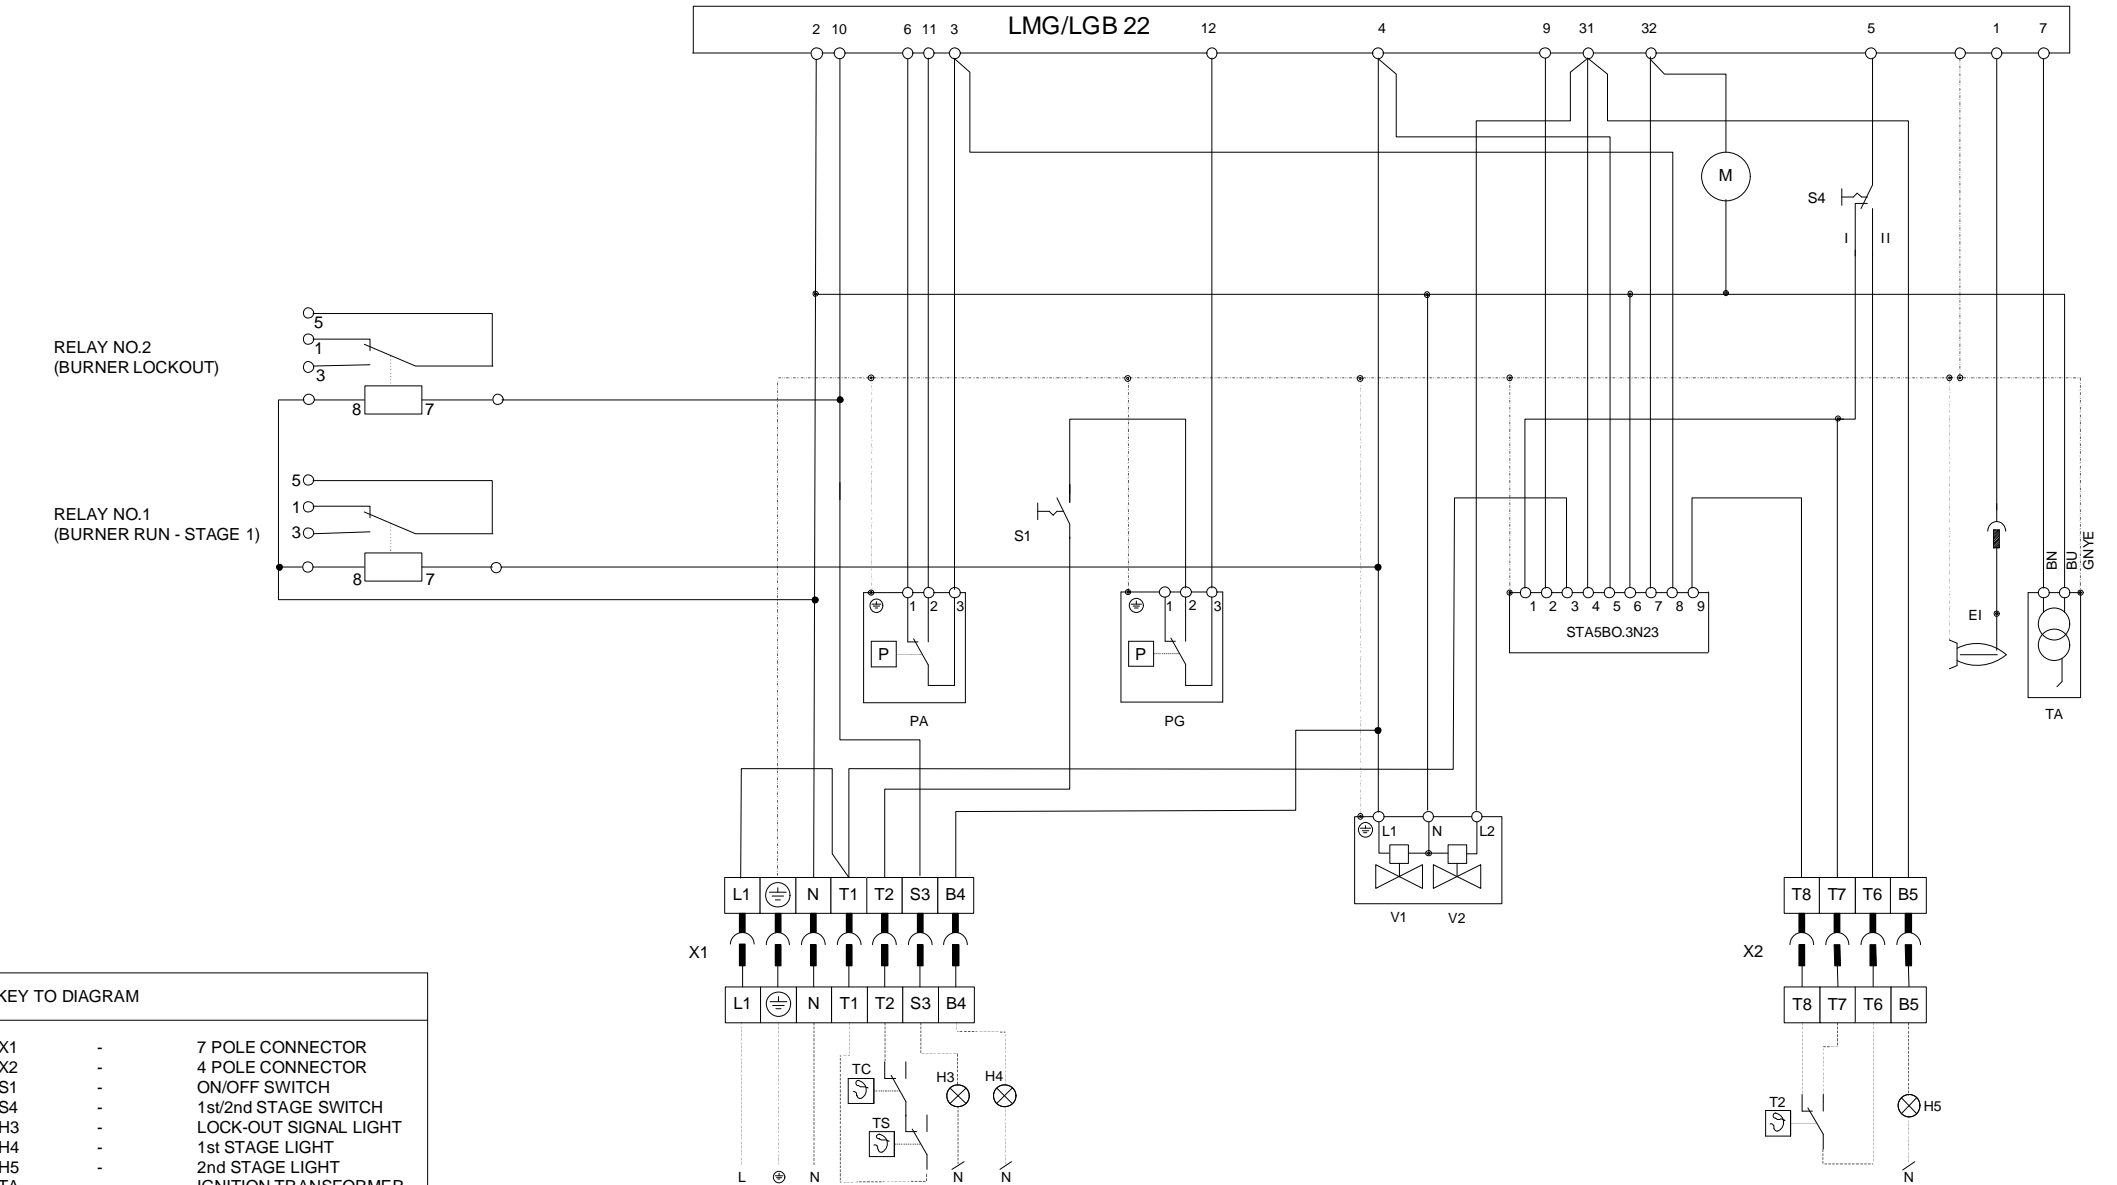 LMG/LGB 22
2 10 6 11 3 12 4 9 31 32 5 1 7
M
S4
I II
RELAY NO.2
(BURNER LOCKOUT)
5
1
3
8 7
RELAY NO.1
(BURNER RUN - STAGE 1)
5
1
3
8 7
S1
BN
BU
GNYE
1 2 3
P
PA
1 2 3
P
PG
1 2 3 4 5 6 7 8 9
STA5BO.3N23
EI
TA
L1 N L2
V1 V2
L1 N T1 T2 S3 B4
X1
L1 N T1 T2 S3 B4
T8 T7 T6 B5
X2
T8 T7 T6 B5
TC
TS
H3
H4
L N N N
T2
H5
N
KEY TO DIAGRAM
X1 - 7 POLE CONNECTOR
X2 - 4 POLE CONNECTOR
S1 - ON/OFF SWITCH
S4 - 1st/2nd STAGE SWITCH
H3 - LOCK-OUT SIGNAL LIGHT
H4 - 1st STAGE LIGHT
H5 - 2nd STAGE LIGHT
TA - IGNITION TRANSFORMER